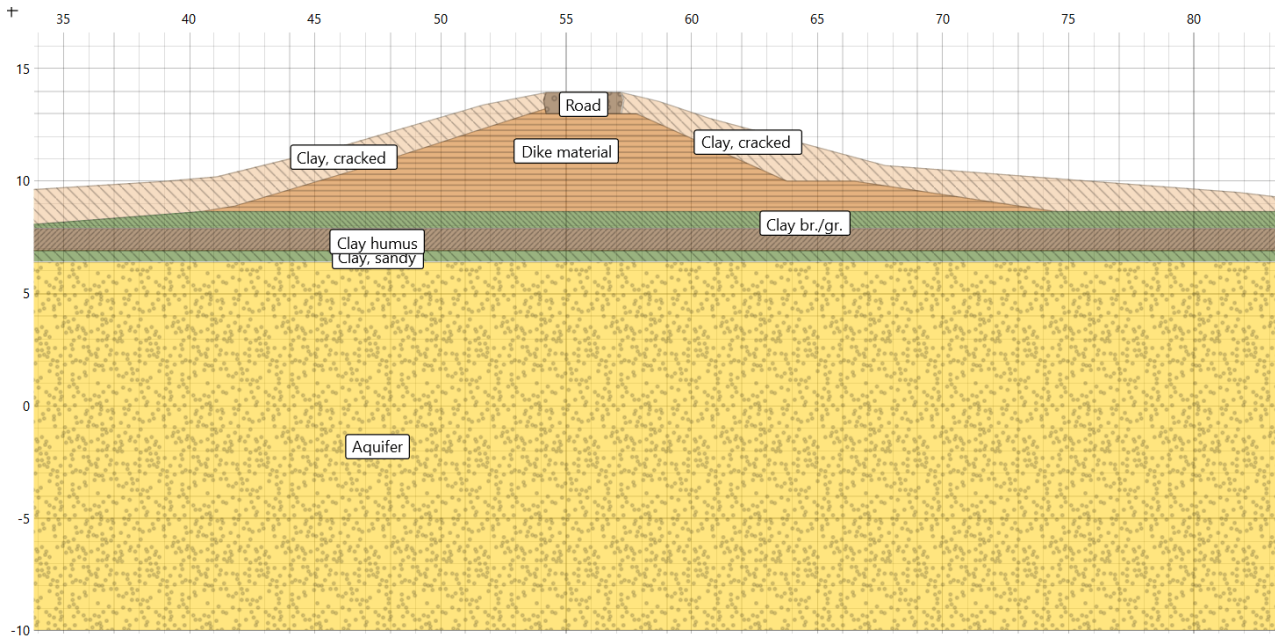 35 40 45 50 55 60 65 70 75 80
15
Road
Clay, cracked
Dike material
Clay, cracked
10
Clay br./gr.
Clay humus
Clay, sandy
5
0
Aquifer
-5
-10